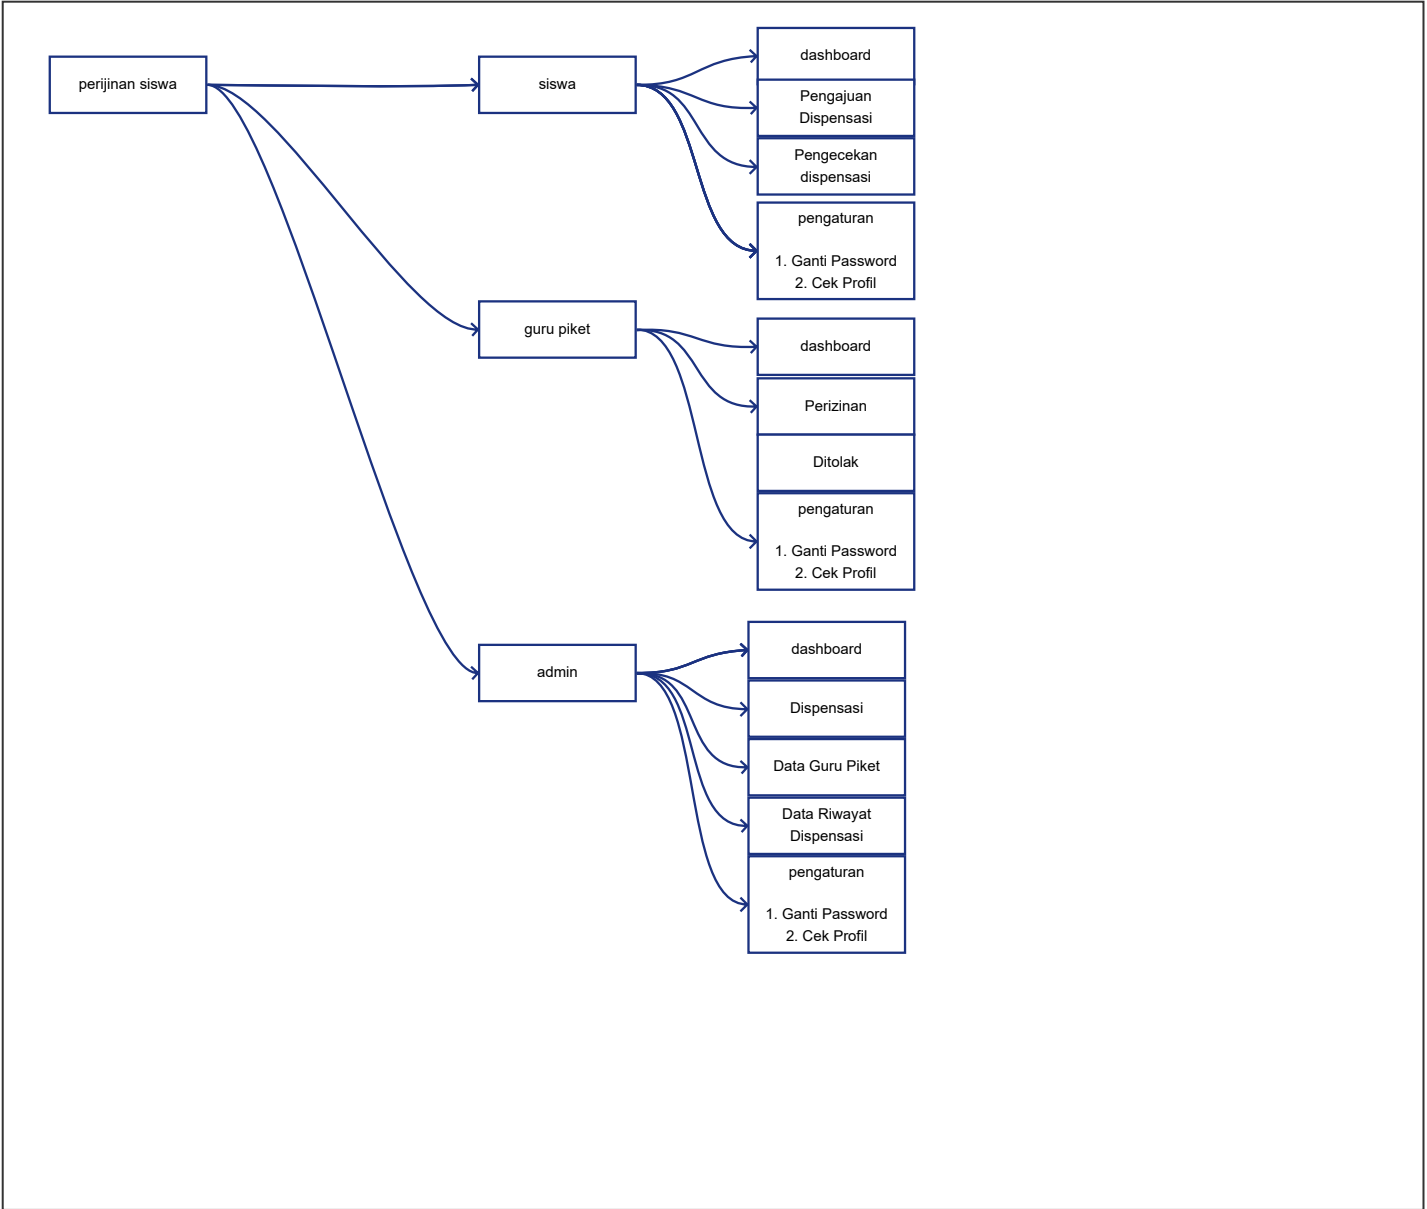 perijinan siswa
siswa
dashboard
Pengajuan
Dispensasi
Pengecekan
dispensasi
pengaturan
1. Ganti Password
2. Cek Profil
guru piket
dashboard
Perizinan
Ditolak
pengaturan
1. Ganti Password
2. Cek Profil
admin
dashboard
Dispensasi
Data Guru Piket
Data Riwayat
Dispensasi
pengaturan
1. Ganti Password
2. Cek Profil